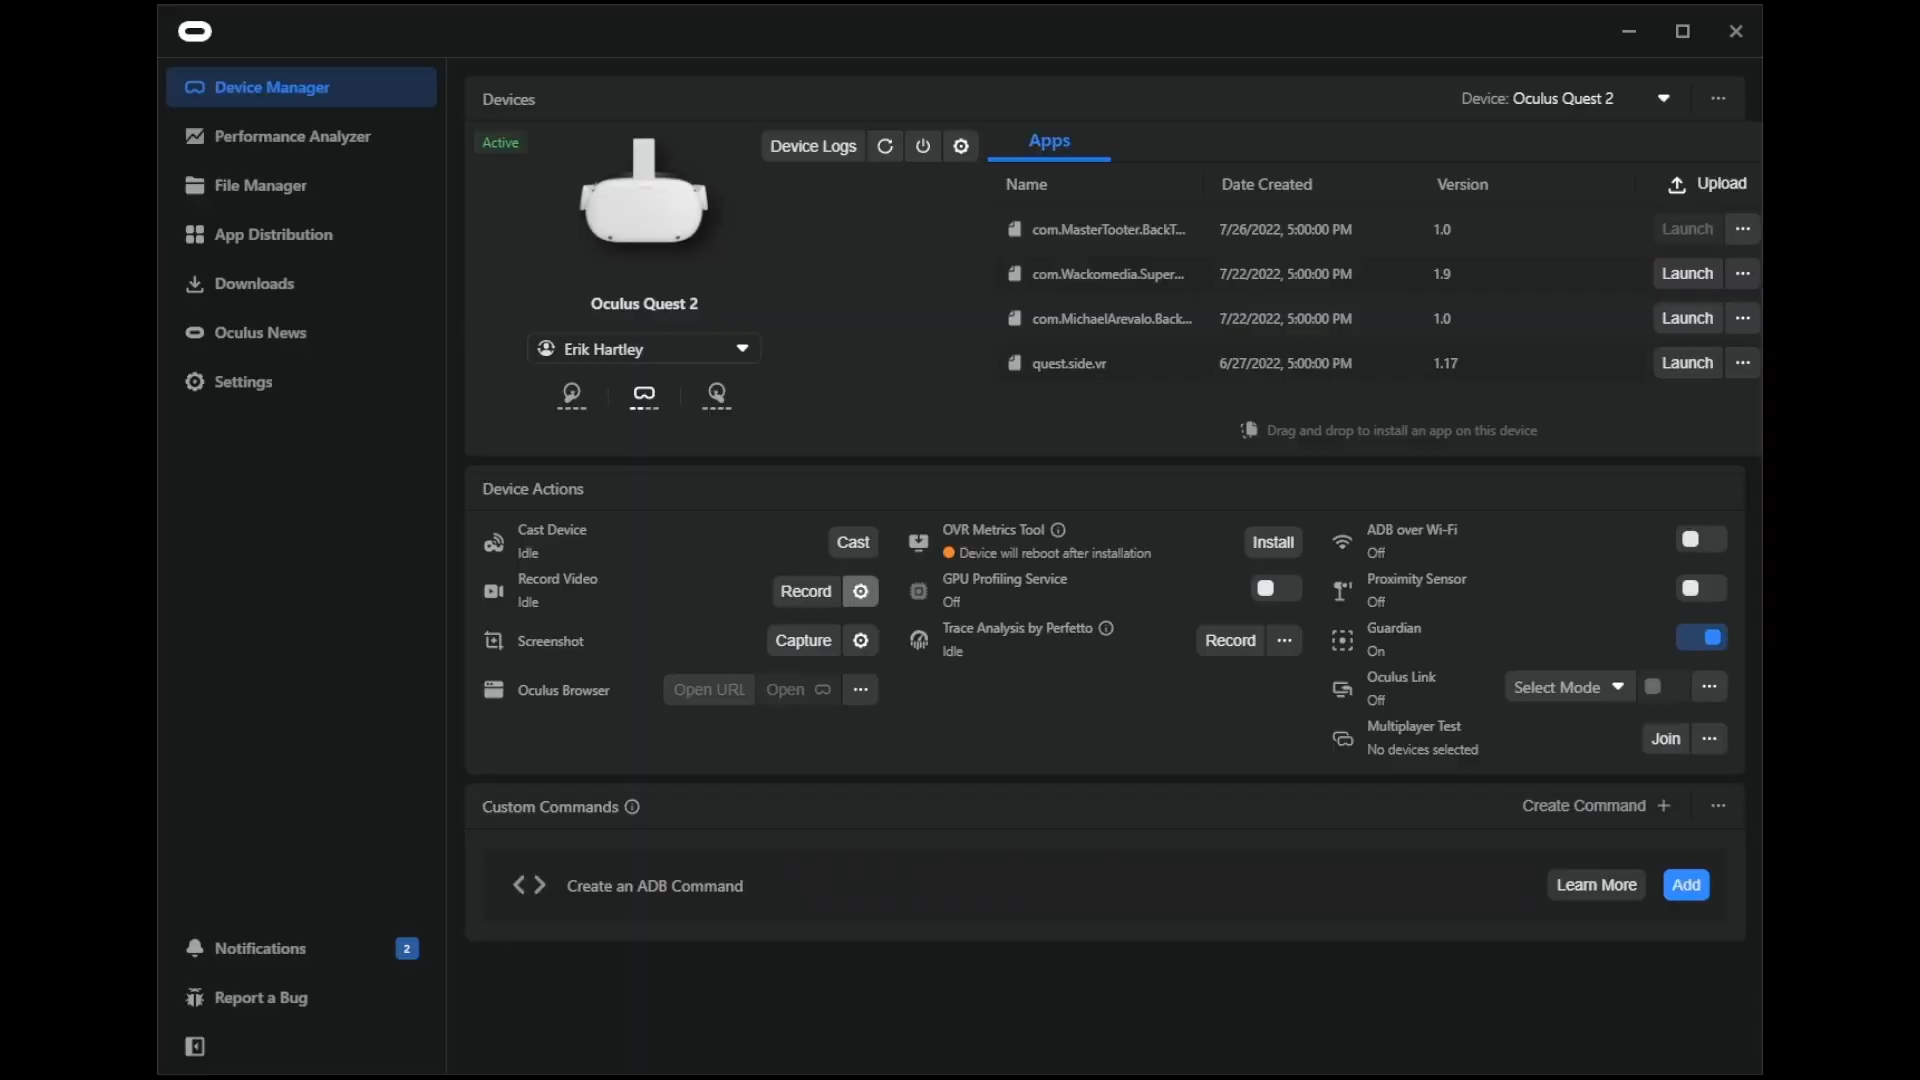 Device Manager
Performance Analyzer
File Manager
App Distribution
Downloads
Oculus News
Settings
Notifications 2
Report a Bug
Devices
Device: Oculus Quest 2
Active
Device Logs
Oculus Quest 2
Erik Hartley
Apps
Name Date Created Version Upload
com.MasterTooter.BackT... 7/26/2022, 5:00:00 PM 1.0 Launch
com.Wackomedia.Super... 7/22/2022, 5:00:00 PM 1.9 Launch
com.MichaelArevalo.Back... 7/22/2022, 5:00:00 PM 1.0 Launch
quest.side.vr 6/27/2022, 5:00:00 PM 1.17 Launch
Drag and drop to install an app on this device
Device Actions
Cast Device
Idle
Cast
Record Video
Idle
Record
Screenshot
Capture
Oculus Browser
Open URL Open
OVR Metrics Tool
Device will reboot after installation
Install
GPU Profiling Service
Off
Trace Analysis by Perfetto
Idle
Record
ADB over Wi-Fi
Off
Proximity Sensor
Off
Guardian
On
Oculus Link
Off
Select Mode
Multiplayer Test
No devices selected
Join
Custom Commands
Create Command +
Create an ADB Command
Learn More Add